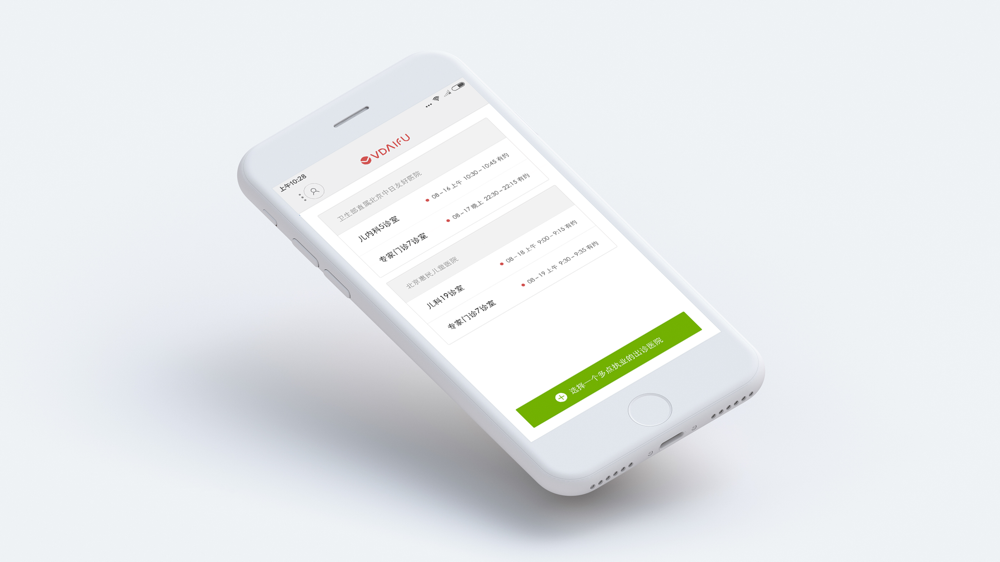 上午10:28
VDAIFU
卫生部直属北京中日友好医院
儿内科5诊室
08-16 上午 10:30-10:45 有约
专家门诊7诊室
08-17 晚上 22:30-22:15 有约
北京惠民儿童医院
儿科19诊室
08-18 上午 9:00-9:15 有约
专家门诊7诊室
08-19 上午 9:30-9:35 有约
选择一个多点执业的出诊医院